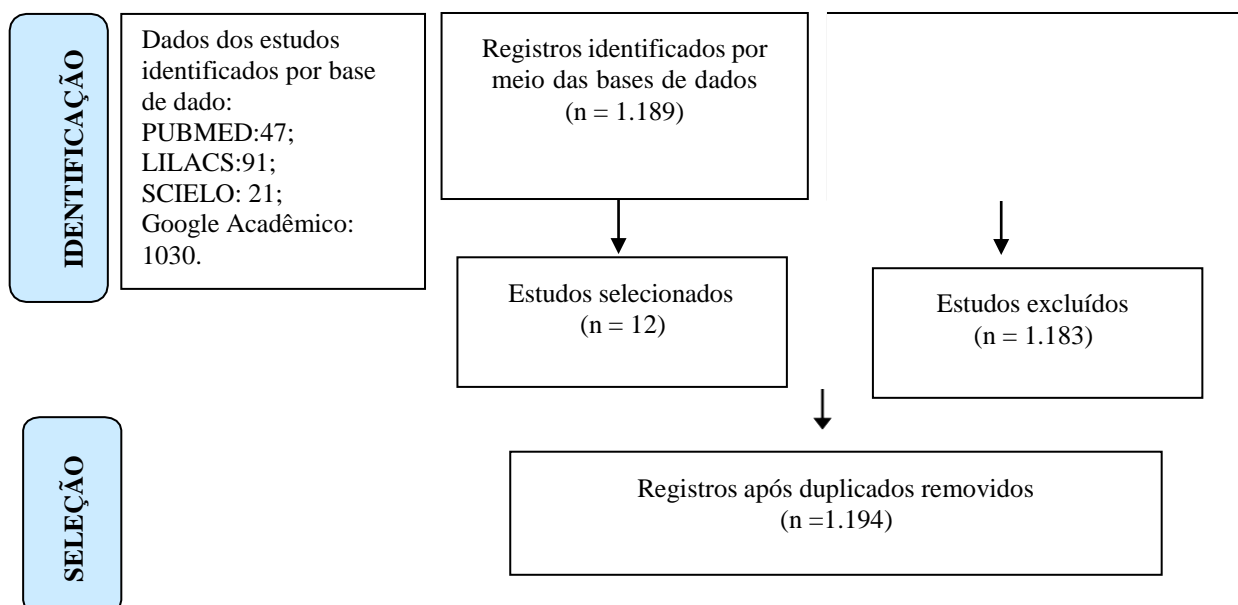 IDENTIFICAÇÃO
Dados dos estudos
identificados por base
de dado:
PUBMED:47;
LILACS:91;
SCIELO: 21;
Google Acadêmico:
1030.
Registros identificados por
meio das bases de dados
(n = 1.189)
Estudos selecionados
(n = 12)
Estudos excluídos
(n = 1.183)
SELEÇÃO
Registros após duplicados removidos
(n =1.194)